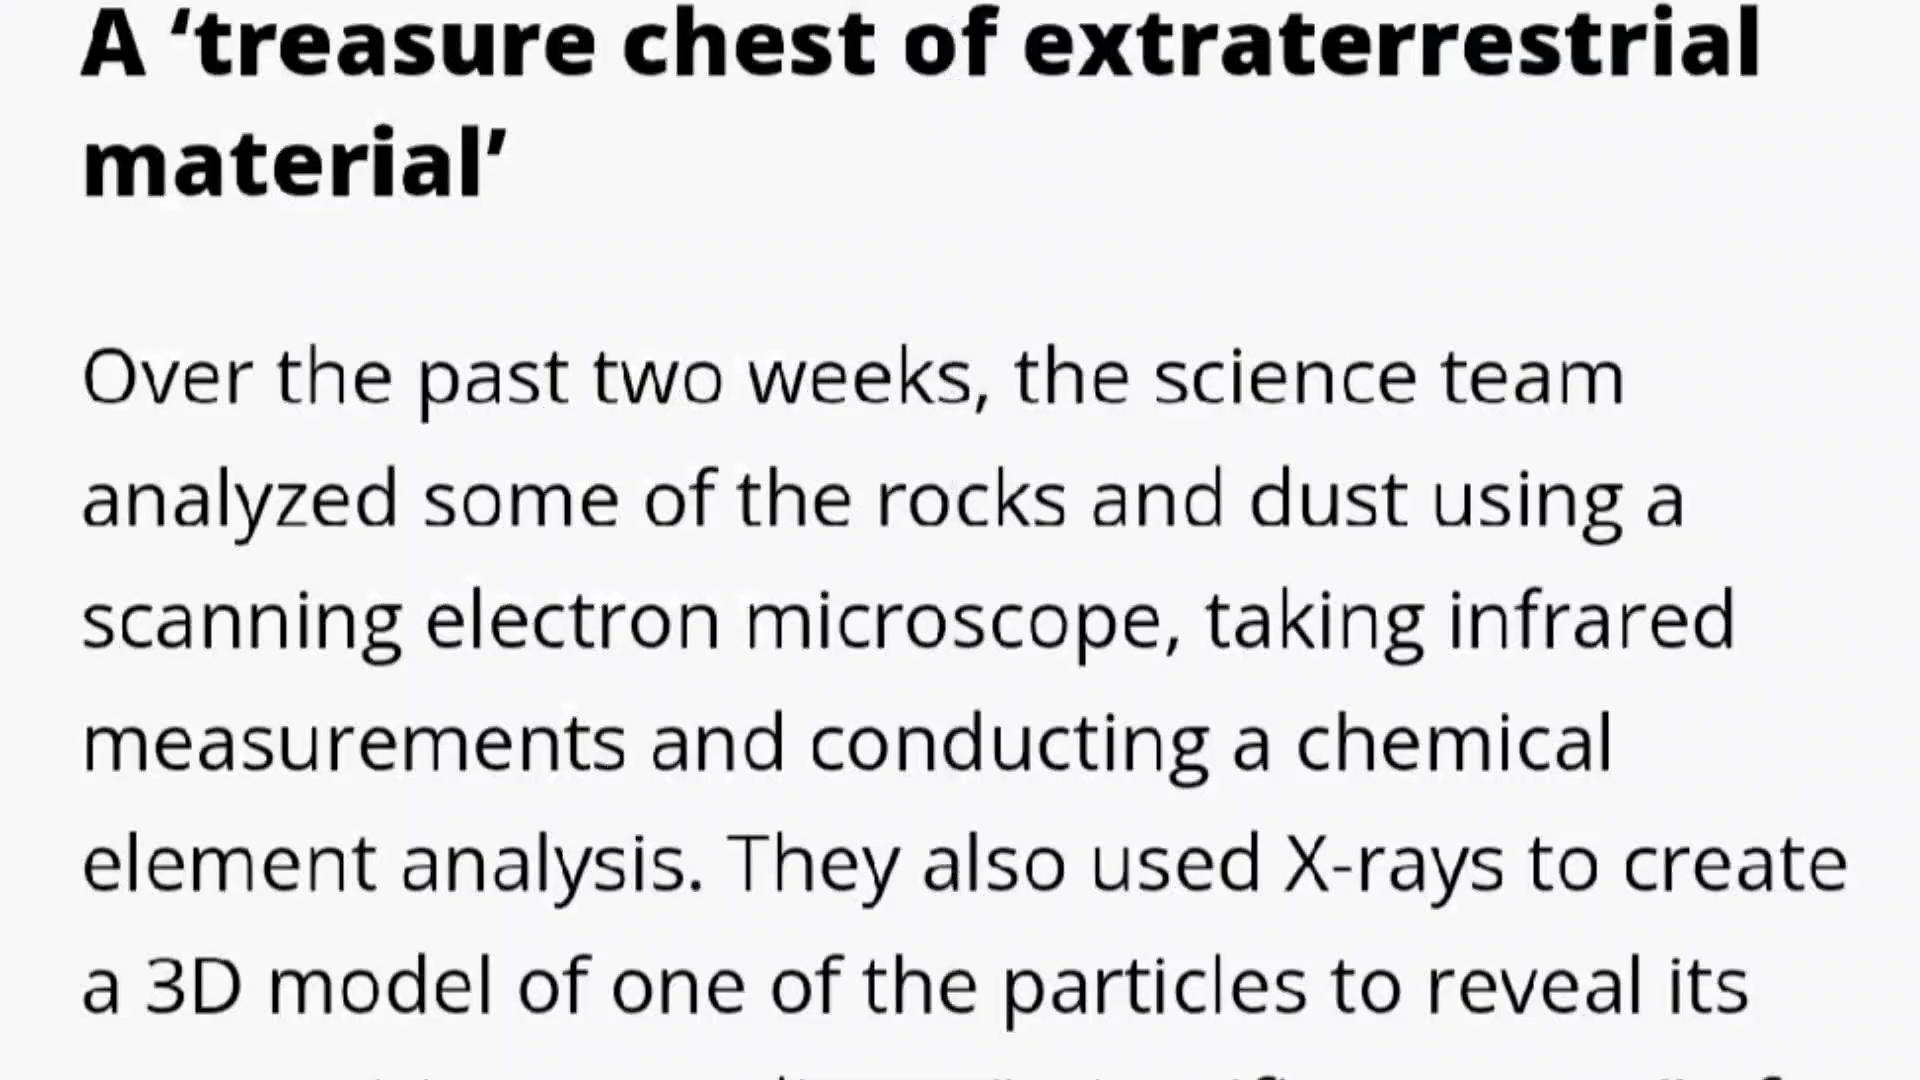 A ‘treasure chest of extraterrestrial
material’
Over the past two weeks, the science team
analyzed some of the rocks and dust using a
scanning electron microscope, taking infrared
measurements and conducting a chemical
element analysis. They also used X-rays to create
a 3D model of one of the particles to reveal its